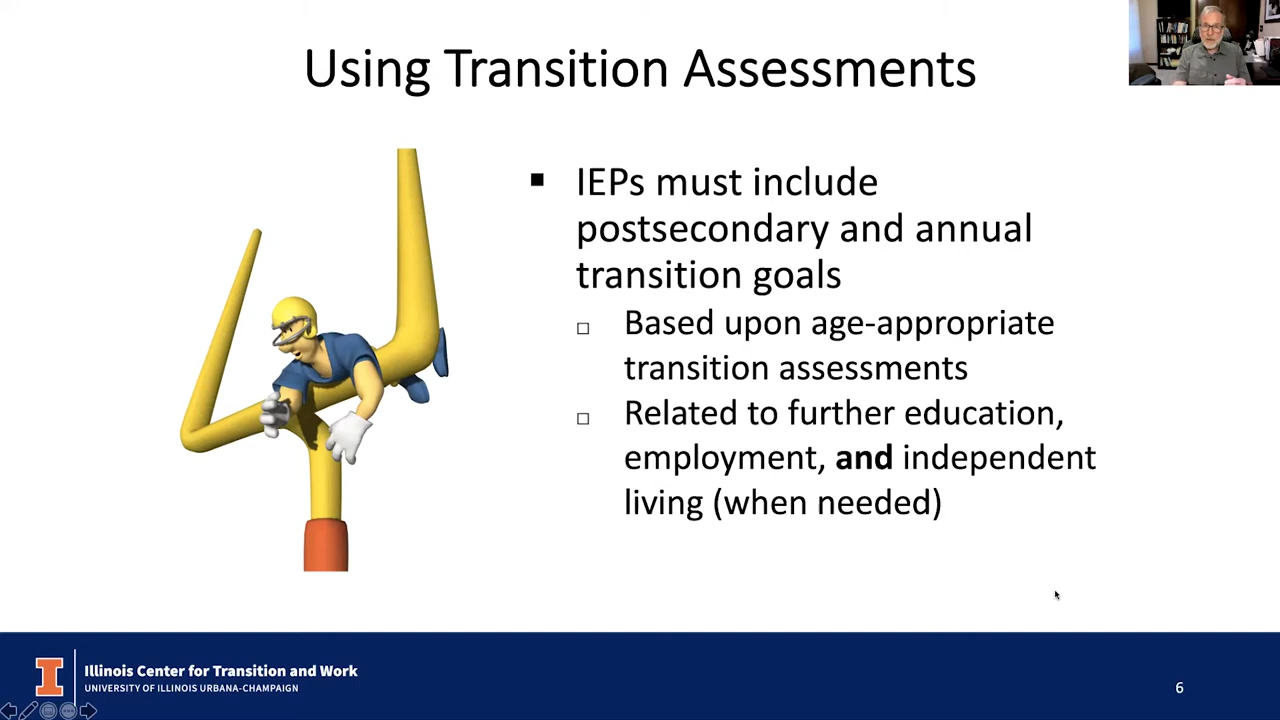 Using Transition Assessments
IEPs must include
postsecondary and annual
transition goals
Based upon age-appropriate
transition assessments
Related to further education,
employment, and independent
living (when needed)
I
Illinois Center for Transition and Work
UNIVERSITY OF ILLINOIS URBANA-CHAMPAIGN
6